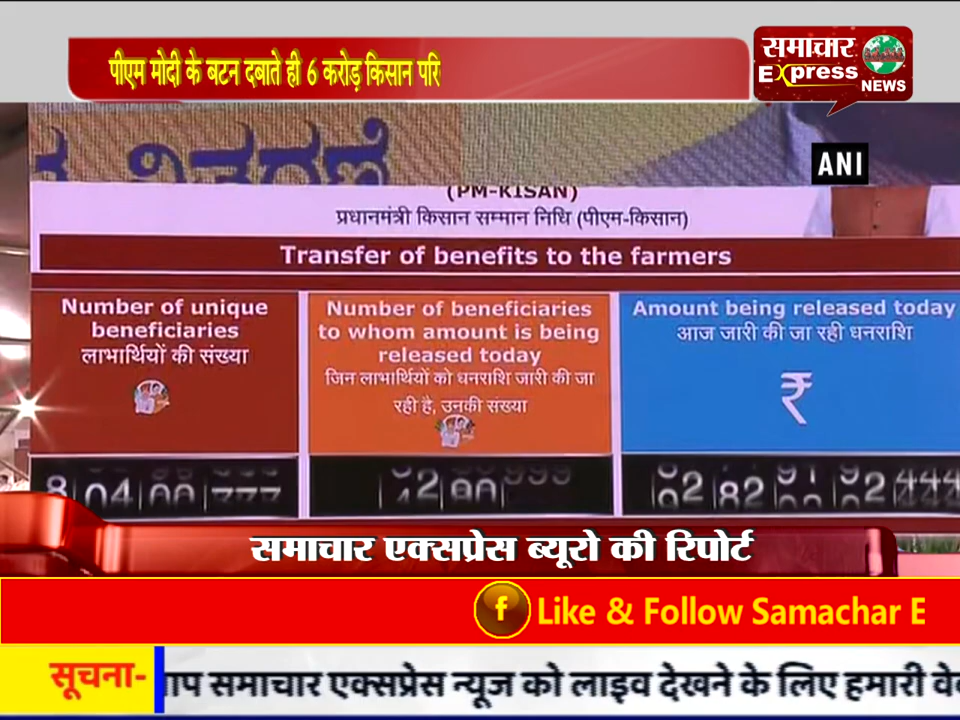 पीएम मोदी के बटन दबाते ही 6 करोड़ किसान परि
समाचार
Express
NEWS
ANI
(PM-KISAN)
प्रधानमंत्री किसान सम्मान निधि (पीएम-किसान)
Transfer of benefits to the farmers
Number of unique
beneficiaries
लाभार्थियों की संख्या
Number of beneficiaries
to whom amount is being
released today
जिन लाभार्थियों को धनराशि जारी की जा
रही है, उनकी संख्या
Amount being released today
आज जारी की जा रही धनराशि
₹
समाचार एक्सप्रेस ब्यूरो की रिपोर्ट
f
Like & Follow Samachar E
सूचना-
समाचार एक्सप्रेस न्यूज को लाइव देखने के लिए हमारी